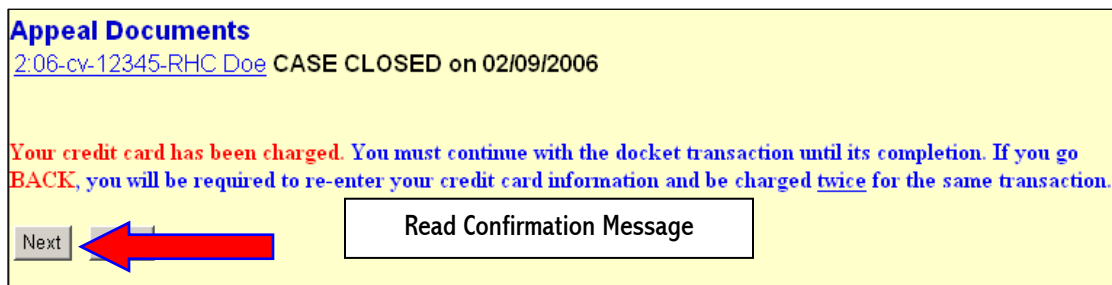 Appeal Documents
2:06-cv-12345-RHC Doe CASE CLOSED on 02/09/2006
Your credit card has been charged. You must continue with the docket transaction until its completion. If you go
BACK, you will be required to re-enter your credit card information and be charged twice for the same transaction.
Read Confirmation Message
Next